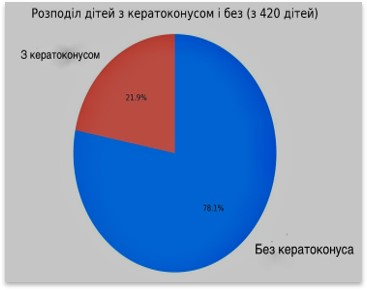 Розподіл дітей з кератоконусом і без (з 420 дітей)
З кератоконусом
21.9%
78.1%
Без кератоконуса